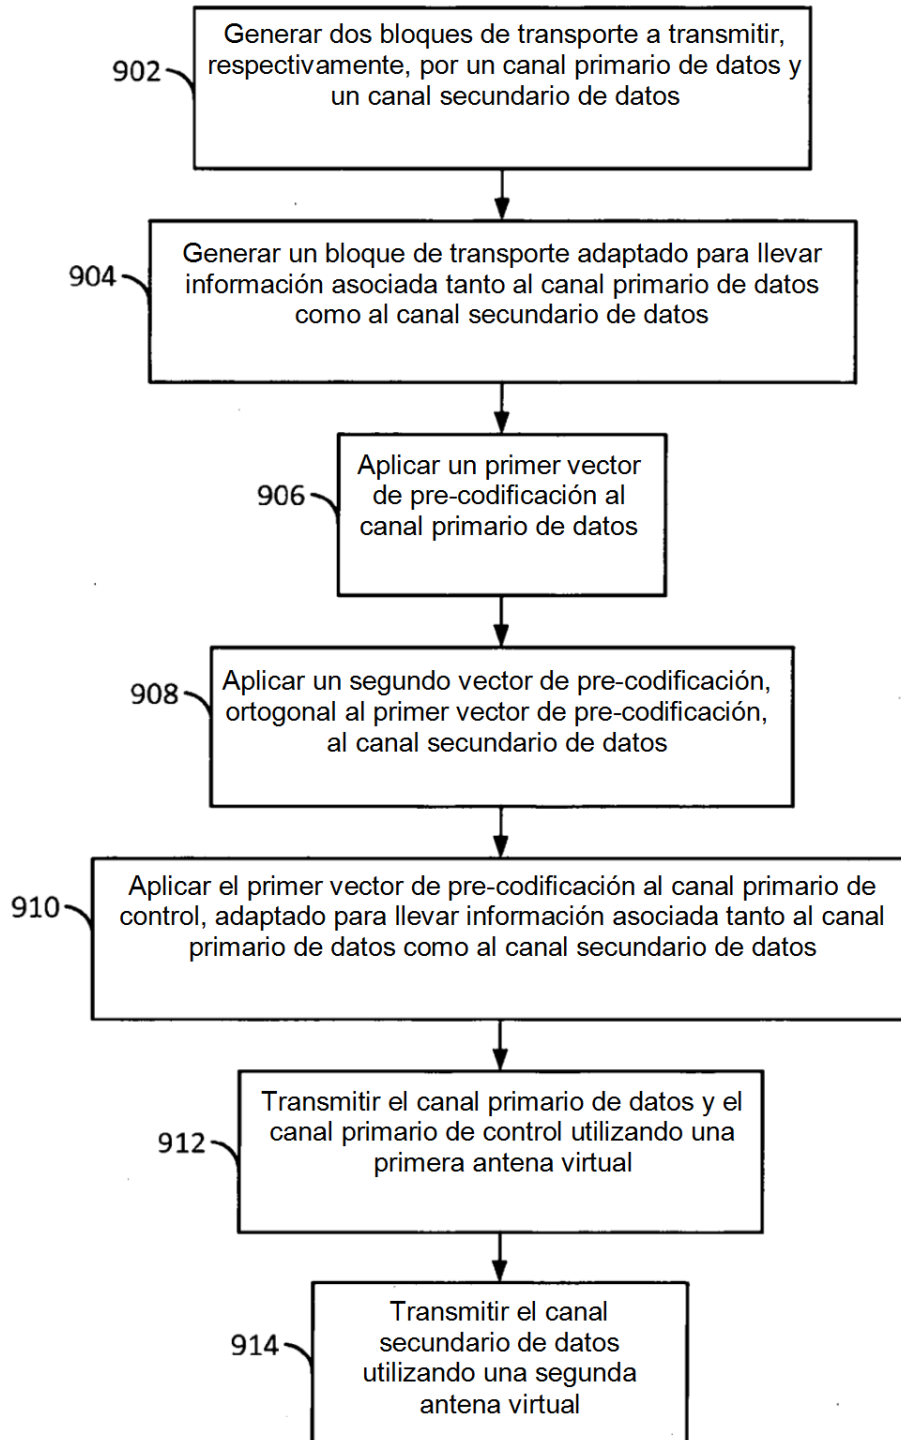 902
Generar dos bloques de transporte a transmitir,
respectivamente, por un canal primario de datos y
un canal secundario de datos
904
Generar un bloque de transporte adaptado para llevar
información asociada tanto al canal primario de datos
como al canal secundario de datos
906
Aplicar un primer vector
de pre-codificación al
canal primario de datos
908
Aplicar un segundo vector de pre-codificación,
ortogonal al primer vector de pre-codificación,
al canal secundario de datos
910
Aplicar el primer vector de pre-codificación al canal primario de
control, adaptado para llevar información asociada tanto al canal
primario de datos como al canal secundario de datos
912
Transmitir el canal primario de datos y el
canal primario de control utilizando una
primera antena virtual
914
Transmitir el canal
secundario de datos
utilizando una segunda
antena virtual